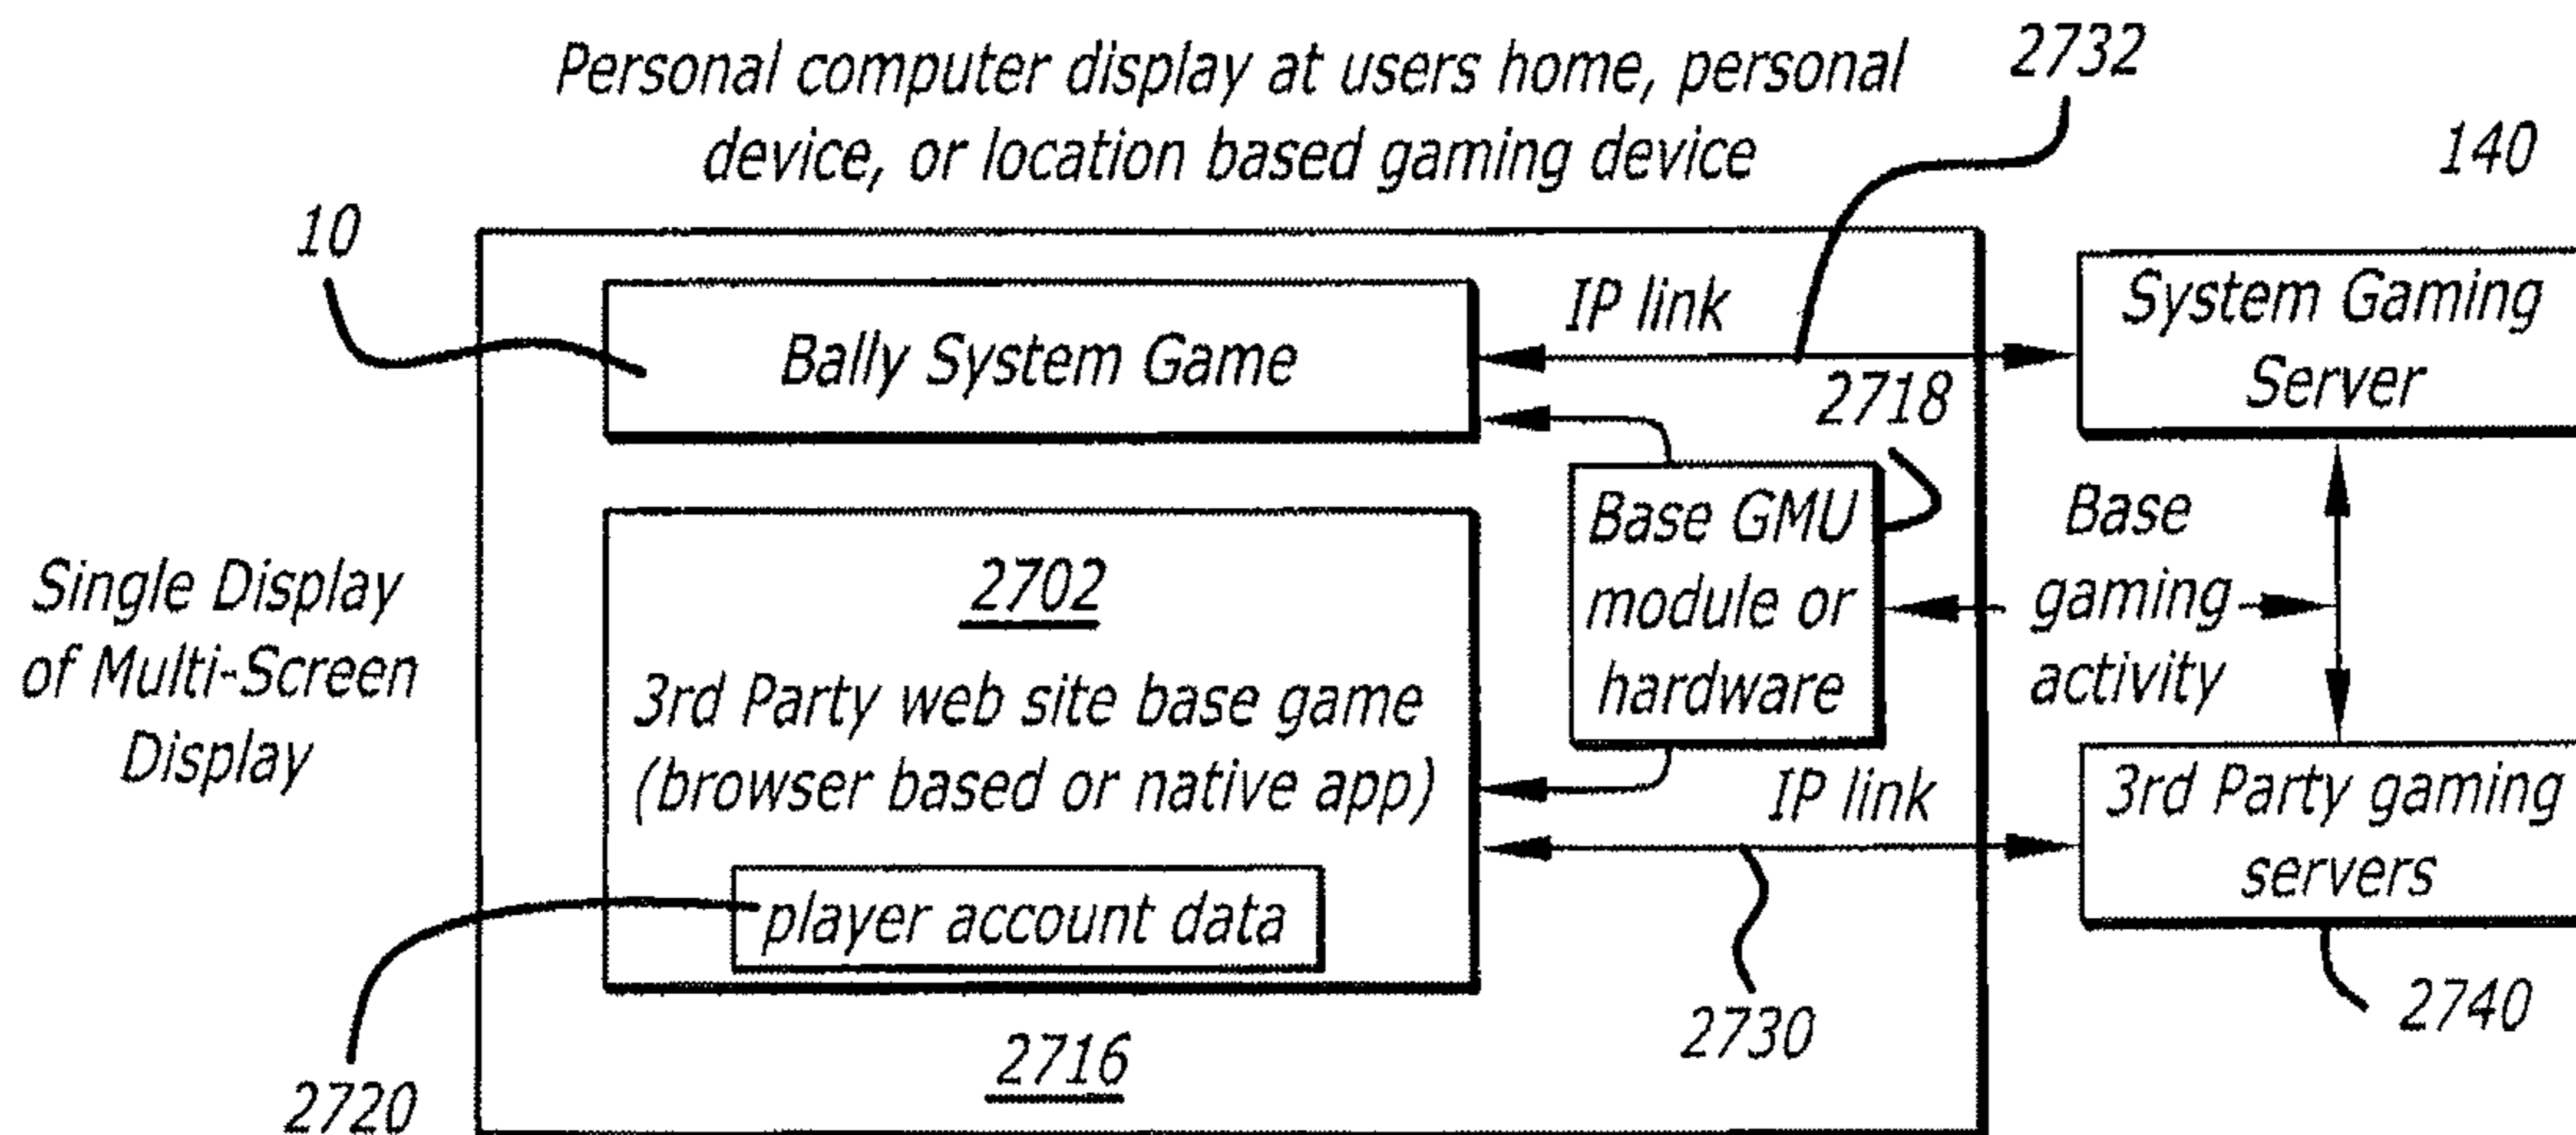 Personal computer display at users home, personal
device, or location based gaming device
2732
140
10
Bally System Game
IP link
System Gaming
Server
2718
Base GMU
module or
hardware
Base
gaming
activity
Single Display
of Multi-Screen
Display
2702
3rd Party web site base game
(browser based or native app)
player account data
IP link
3rd Party gaming
servers
2720
2716
2730
2740